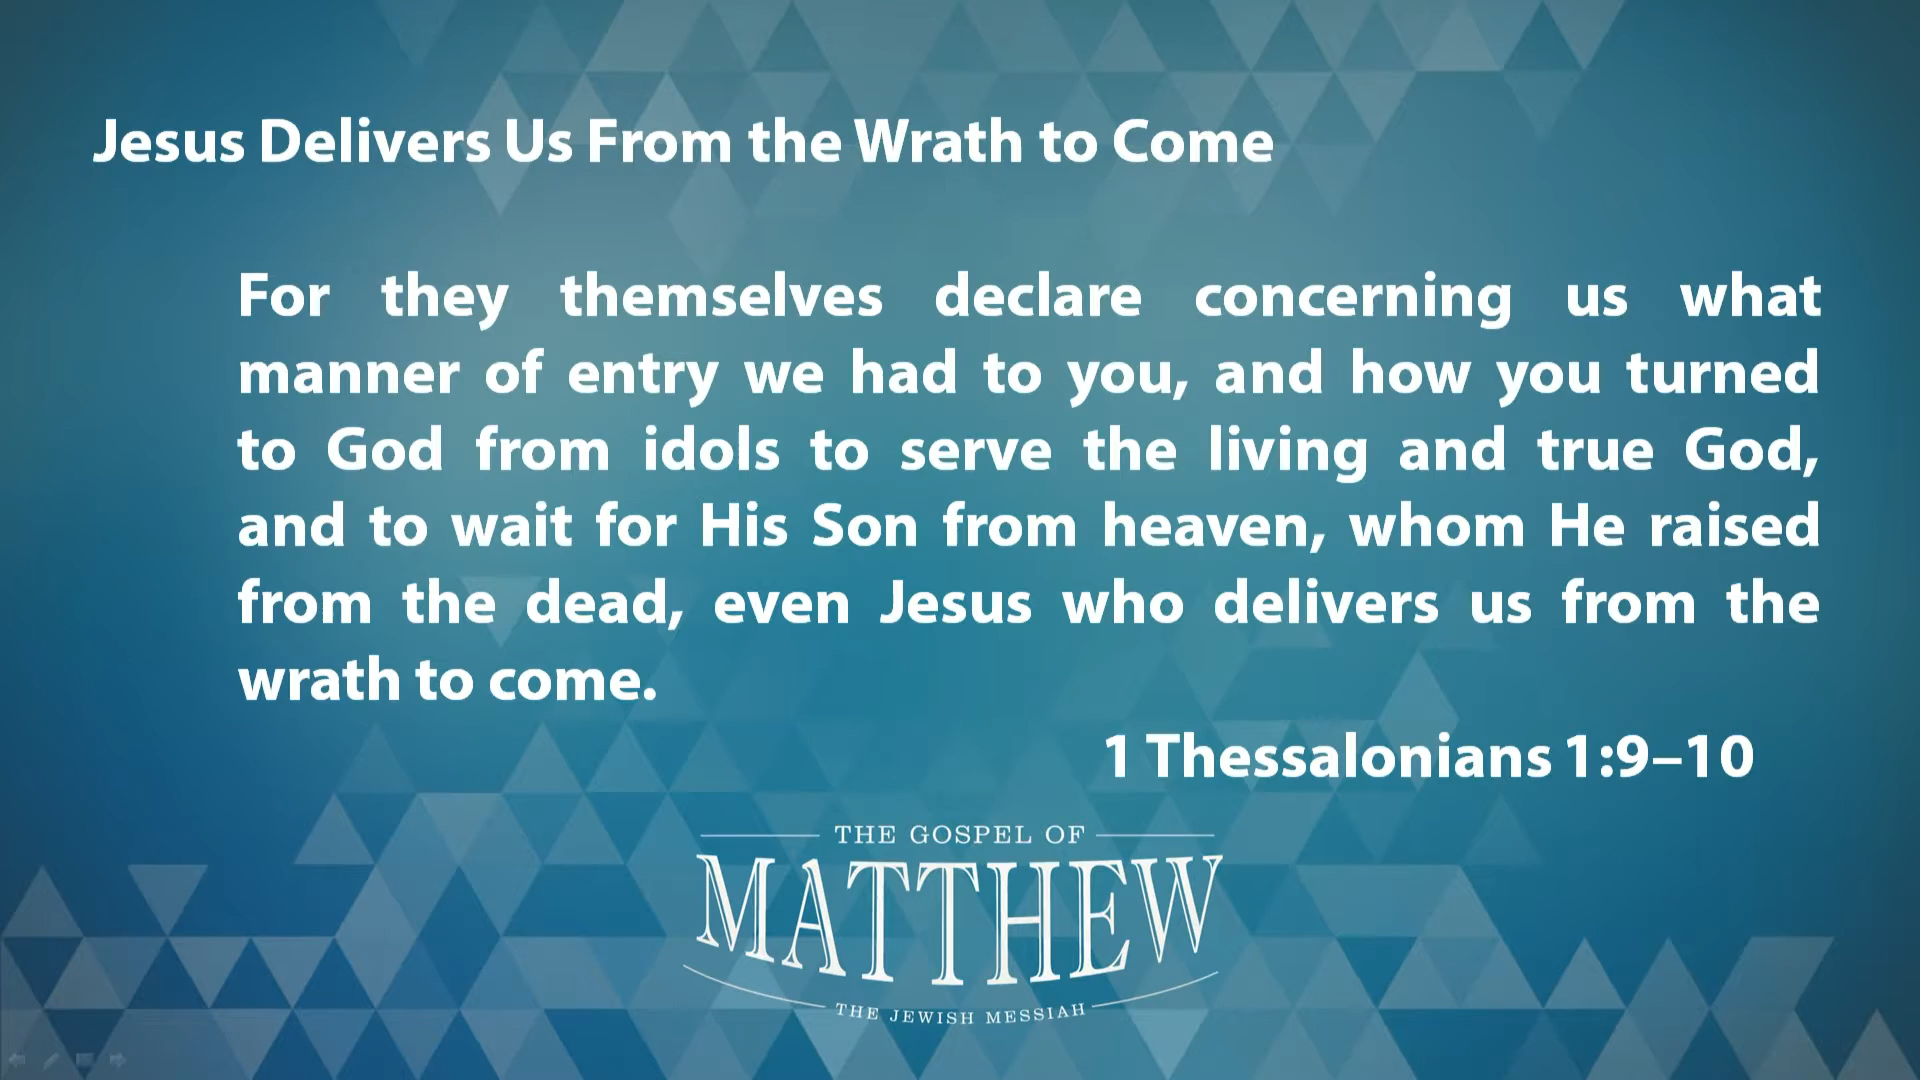 Jesus Delivers Us From the Wrath to Come
For they themselves declare concerning us what
manner of entry we had to you, and how you turned
to God from idols to serve the living and true God,
and to wait for His Son from heaven, whom He raised
from the dead, even Jesus who delivers us from the
wrath to come.
1 Thessalonians 1:9–10
THE GOSPEL OF
MATTHEW
THE JEWISH MESSIAH